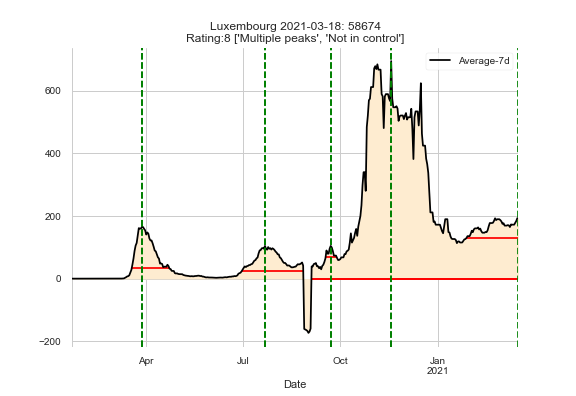 Luxembourg 2021-03-18: 58674
Rating:8 ['Multiple peaks', 'Not in control']
Average-7d
600
400
200
0
−200
Apr
Jul
Oct
Jan
2021
Date